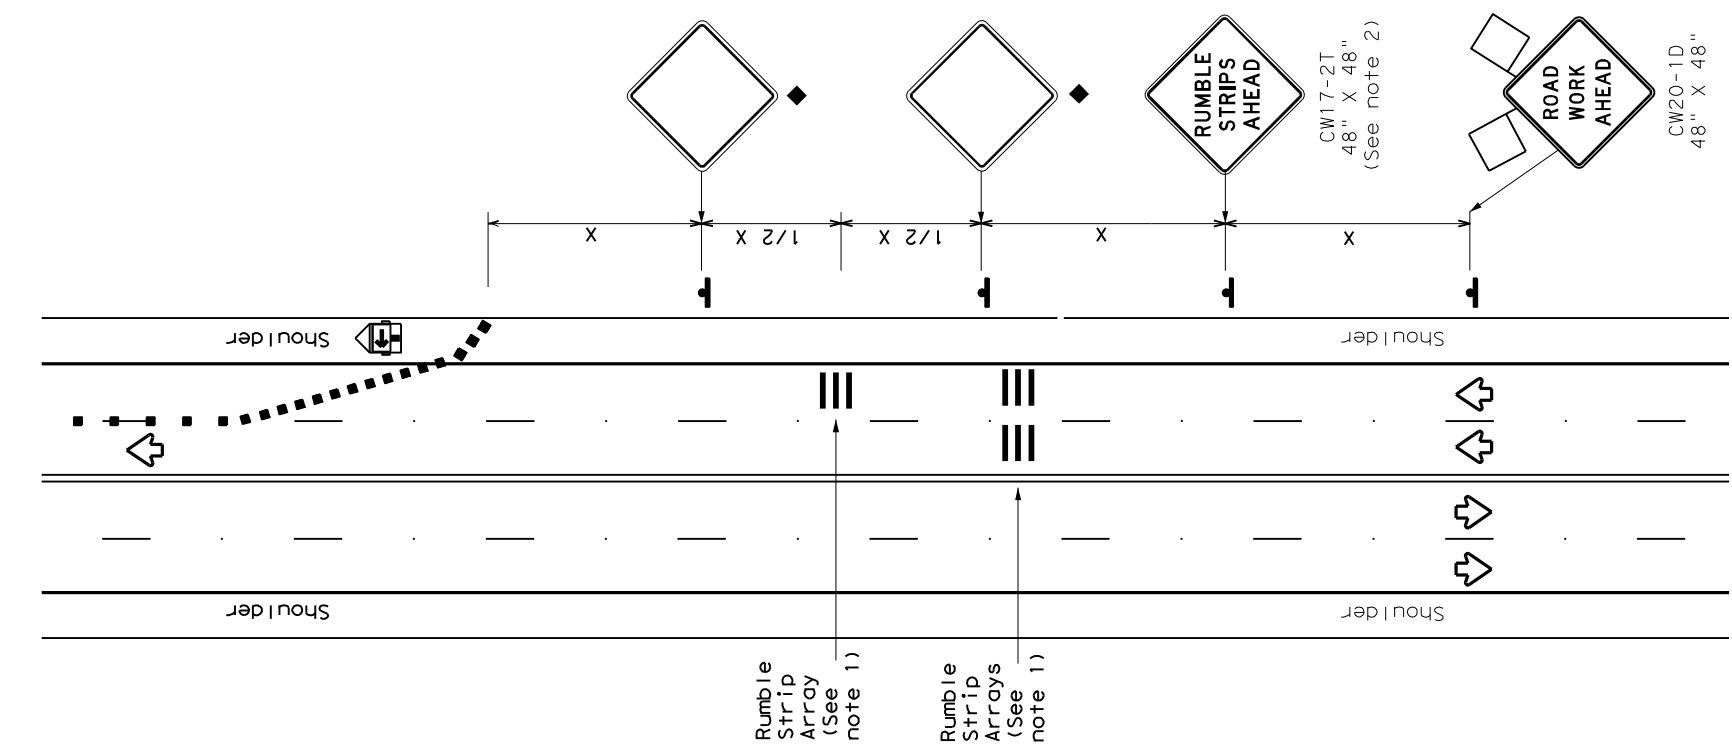 RUMBLE
STRIPS
AHEAD
CW17-2T
48" X 48"
(See note 2)
ROAD
WORK
AHEAD
CW20-1D
48" X 48"
X
1/2 X
1/2 X
X
X
Shoulder
Shoulder
Shoulder
Shoulder
Rumble
Strip
Array
(See
note 1)
Rumble
Strip
Arrays
(See
note 1)